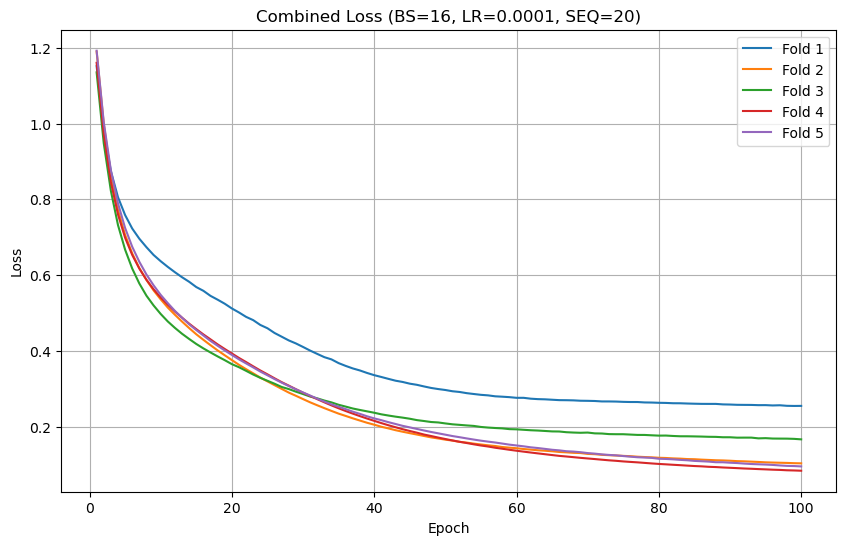 Combined Loss (BS=16, LR=0.0001, SEQ=20)
Fold 1
Fold 2
Fold 3
Fold 4
Fold 5
Loss
1.2
1.0
0.8
0.6
0.4
0.2
0
20
40
60
80
100
Epoch